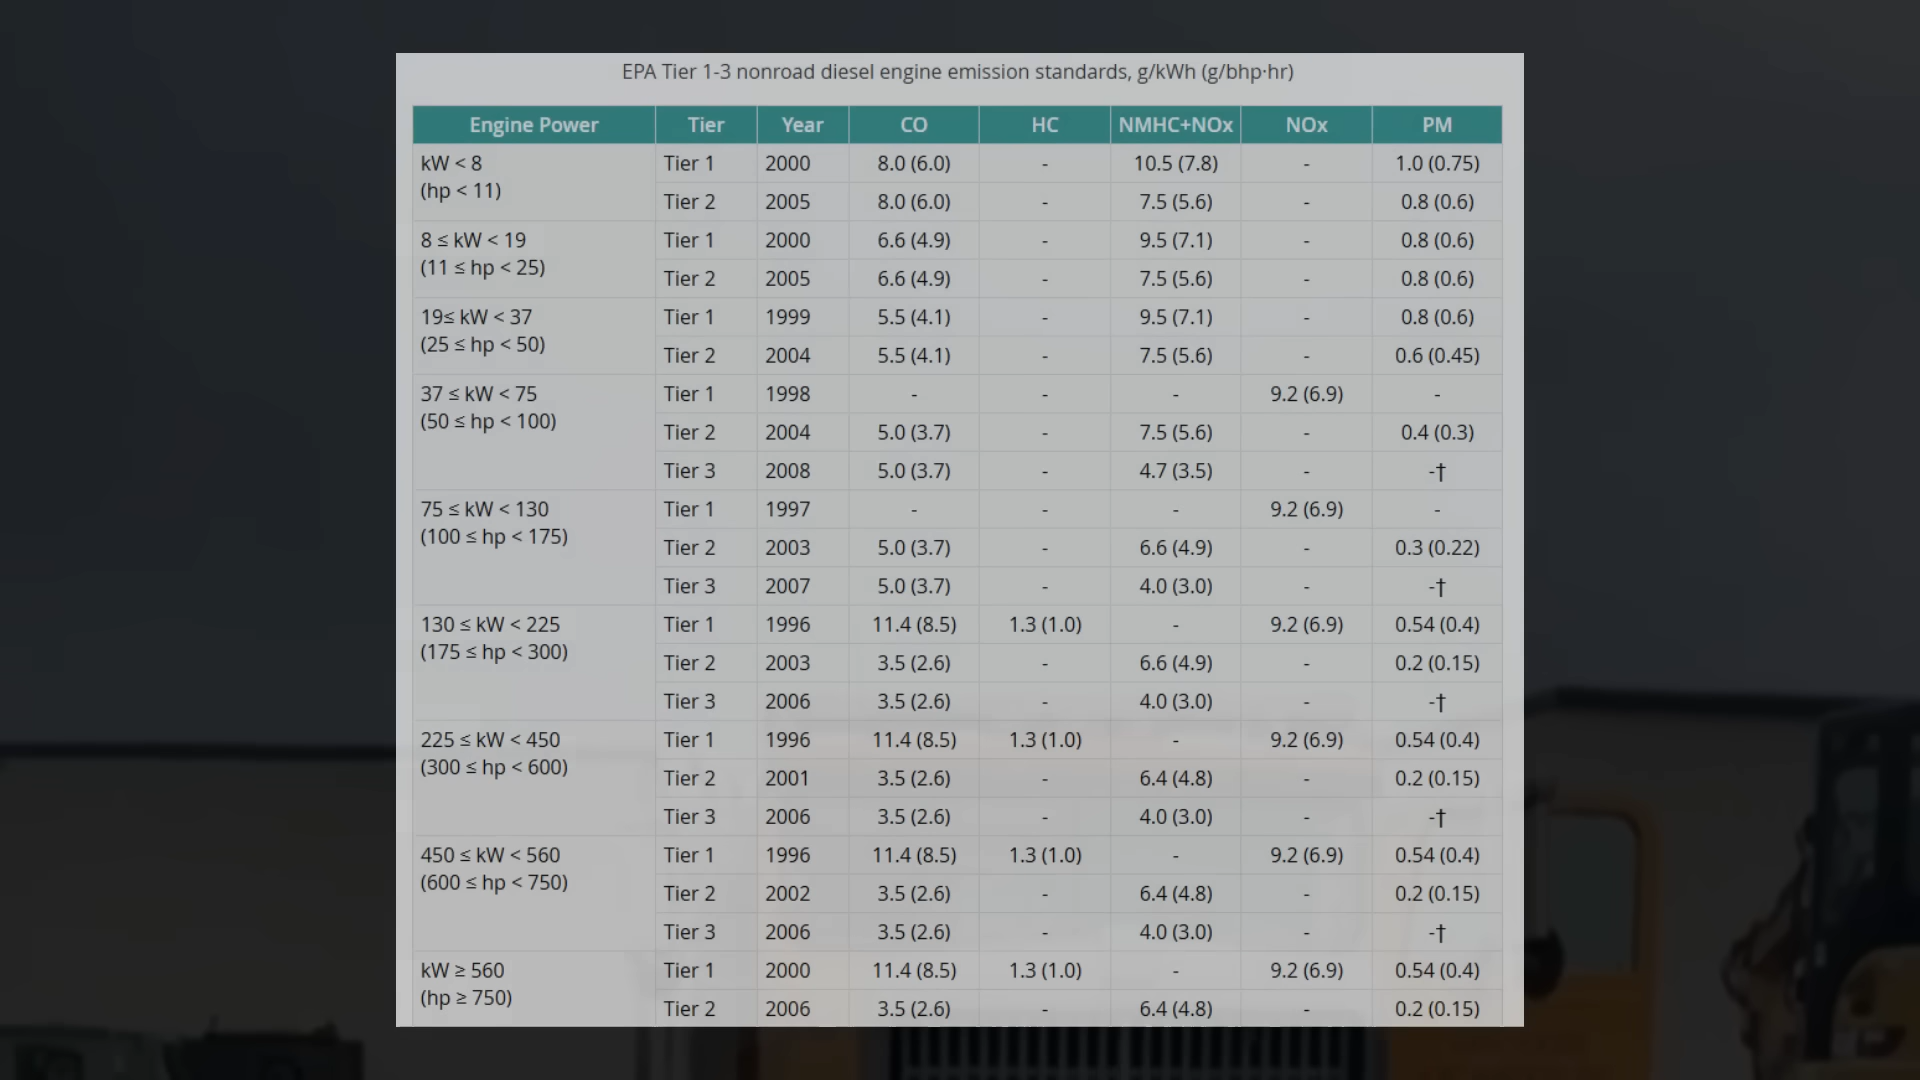 EPA Tier 1-3 nonroad diesel engine emission standards, g/kWh (g/bhp·hr)
Engine Power Tier Year CO HC NMHC+NOx NOx PM
kW < 8 Tier 1 2000 8.0 (6.0) - 10.5 (7.8) - 1.0 (0.75)
(hp < 11)
Tier 2 2005 8.0 (6.0) - 7.5 (5.6) - 0.8 (0.6)
8 ≤ kW < 19 Tier 1 2000 6.6 (4.9) - 9.5 (7.1) - 0.8 (0.6)
(11 ≤ hp < 25)
Tier 2 2005 6.6 (4.9) - 7.5 (5.6) - 0.8 (0.6)
19≤ kW < 37 Tier 1 1999 5.5 (4.1) - 9.5 (7.1) - 0.8 (0.6)
(25 ≤ hp < 50)
Tier 2 2004 5.5 (4.1) - 7.5 (5.6) - 0.6 (0.45)
37 ≤ kW < 75 Tier 1 1998 - - - 9.2 (6.9) -
(50 ≤ hp < 100)
Tier 2 2004 5.0 (3.7) - 7.5 (5.6) - 0.4 (0.3)
Tier 3 2008 5.0 (3.7) - 4.7 (3.5) - -†
75 ≤ kW < 130 Tier 1 1997 - - - 9.2 (6.9) -
(100 ≤ hp < 175)
Tier 2 2003 5.0 (3.7) - 6.6 (4.9) - 0.3 (0.22)
Tier 3 2007 5.0 (3.7) - 4.0 (3.0) - -†
130 ≤ kW < 225 Tier 1 1996 11.4 (8.5) 1.3 (1.0) - 9.2 (6.9) 0.54 (0.4)
(175 ≤ hp < 300)
Tier 2 2003 3.5 (2.6) - 6.6 (4.9) - 0.2 (0.15)
Tier 3 2006 3.5 (2.6) - 4.0 (3.0) - -†
225 ≤ kW < 450 Tier 1 1996 11.4 (8.5) 1.3 (1.0) - 9.2 (6.9) 0.54 (0.4)
(300 ≤ hp < 600)
Tier 2 2001 3.5 (2.6) - 6.4 (4.8) - 0.2 (0.15)
Tier 3 2006 3.5 (2.6) - 4.0 (3.0) - -†
450 ≤ kW < 560 Tier 1 1996 11.4 (8.5) 1.3 (1.0) - 9.2 (6.9) 0.54 (0.4)
(600 ≤ hp < 750)
Tier 2 2002 3.5 (2.6) - 6.4 (4.8) - 0.2 (0.15)
Tier 3 2006 3.5 (2.6) - 4.0 (3.0) - -†
kW ≥ 560 Tier 1 2000 11.4 (8.5) 1.3 (1.0) - 9.2 (6.9) 0.54 (0.4)
(hp ≥ 750)
Tier 2 2006 3.5 (2.6) - 6.4 (4.8) - 0.2 (0.15)